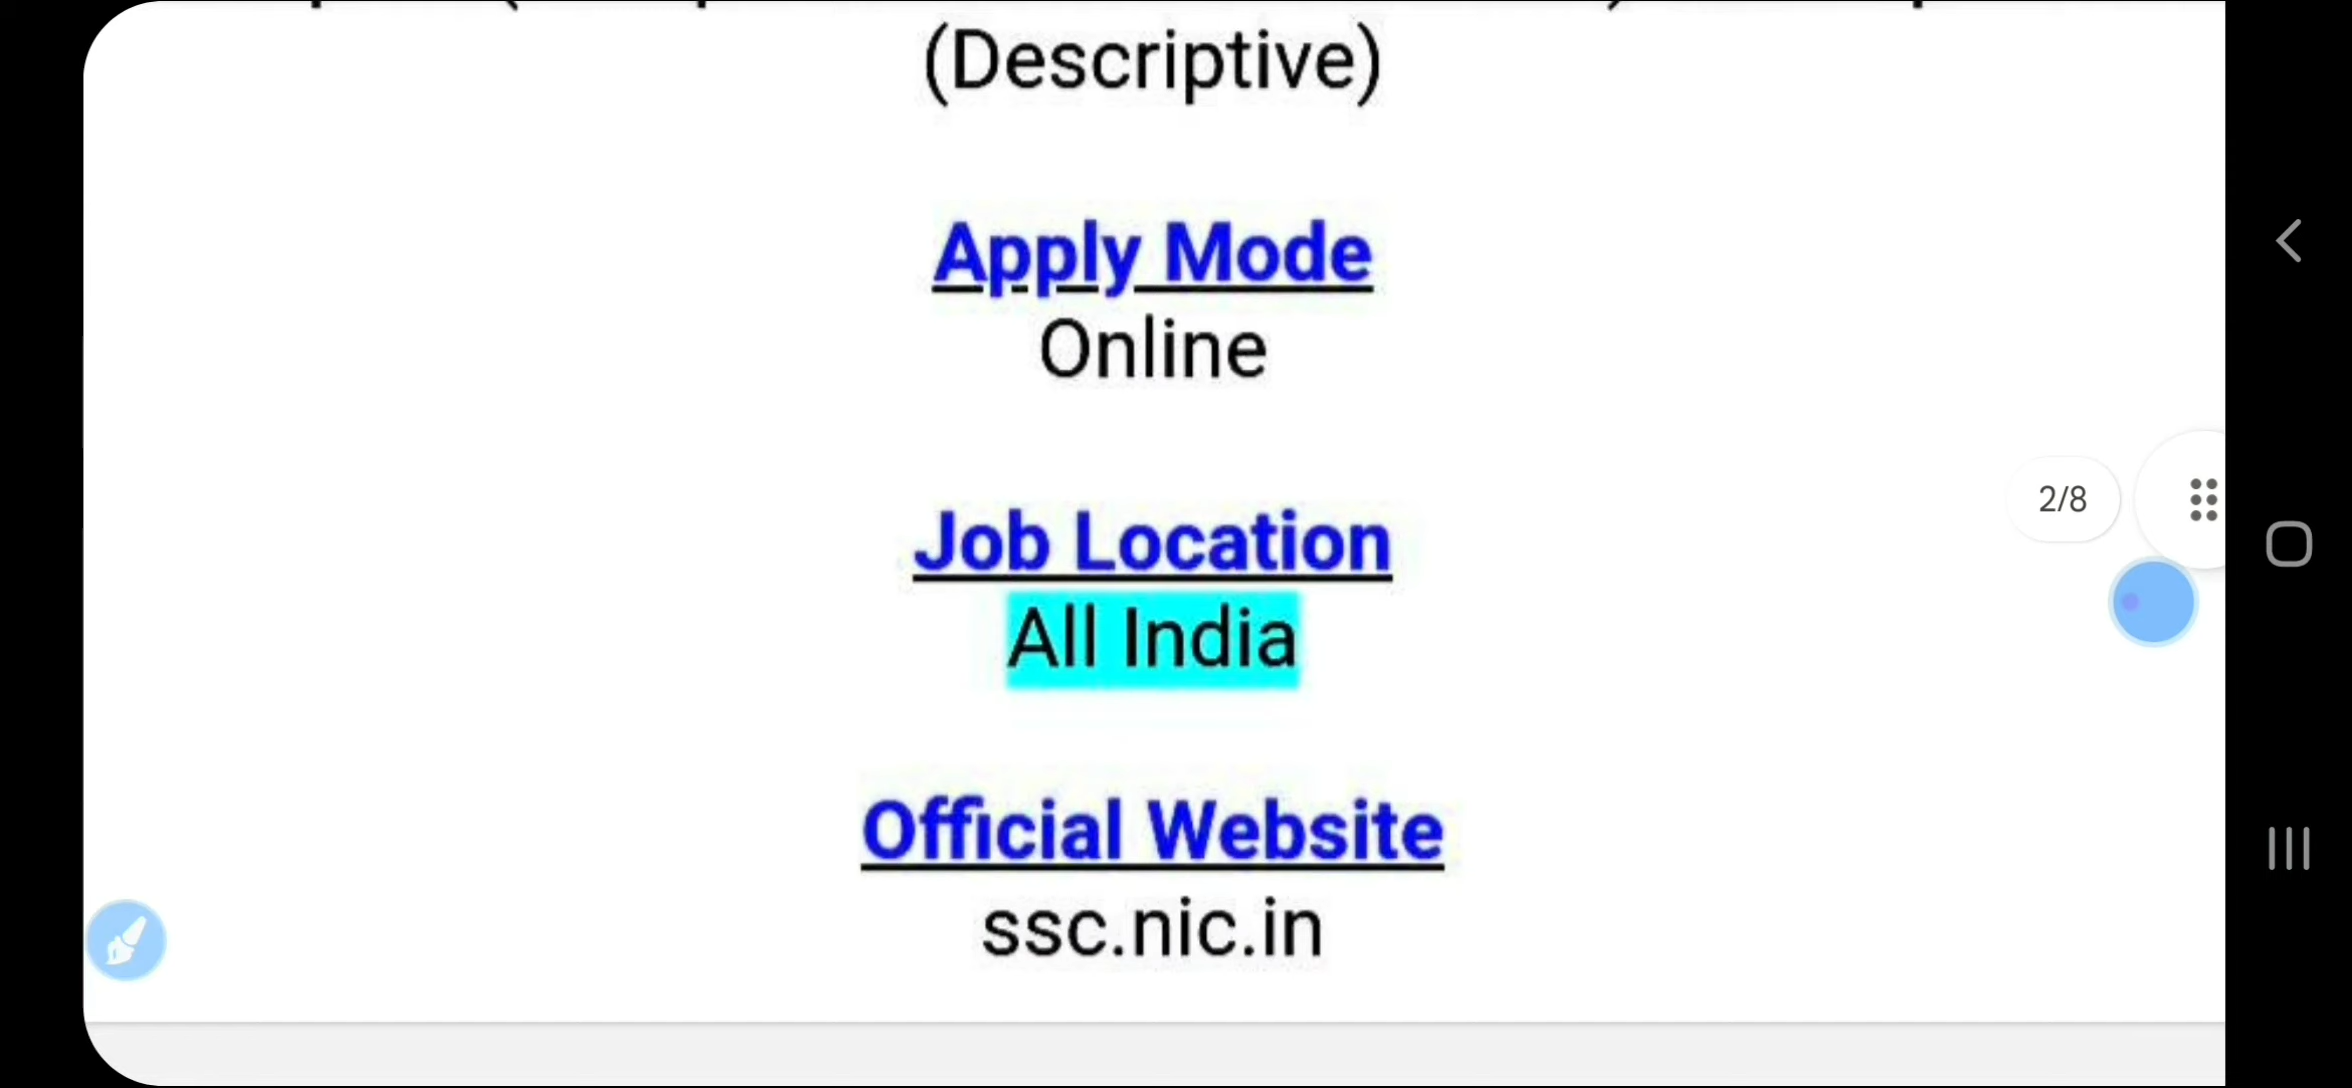 (Descriptive)
Apply Mode
Online
Job Location
All India
2/8
Official Website
ssc.nic.in